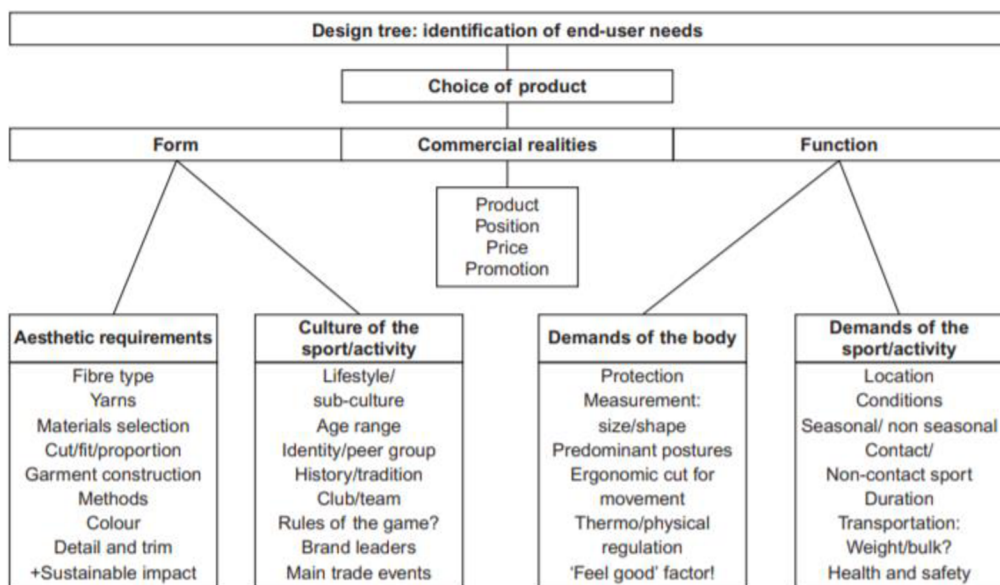 Design tree: identification of end-user needs
Choice of product
Form
Commercial realities
Function
Product
Position
Price
Promotion
Aesthetic requirements
Fibre type
Yarns
Materials selection
Cut/fit/proportion
Garment construction
Methods
Colour
Detail and trim
+Sustainable impact
Culture of the
sport/activity
Lifestyle/
sub-culture
Age range
Identity/peer group
History/tradition
Club/team
Rules of the game?
Brand leaders
Main trade events
Demands of the body
Protection
Measurement:
size/shape
Predominant postures
Ergonomic cut for
movement
Thermo/physical
regulation
'Feel good' factor!
Demands of the
sport/activity
Location
Conditions
Seasonal/ non seasonal
Contact/
Non-contact sport
Duration
Transportation:
Weight/bulk?
Health and safety